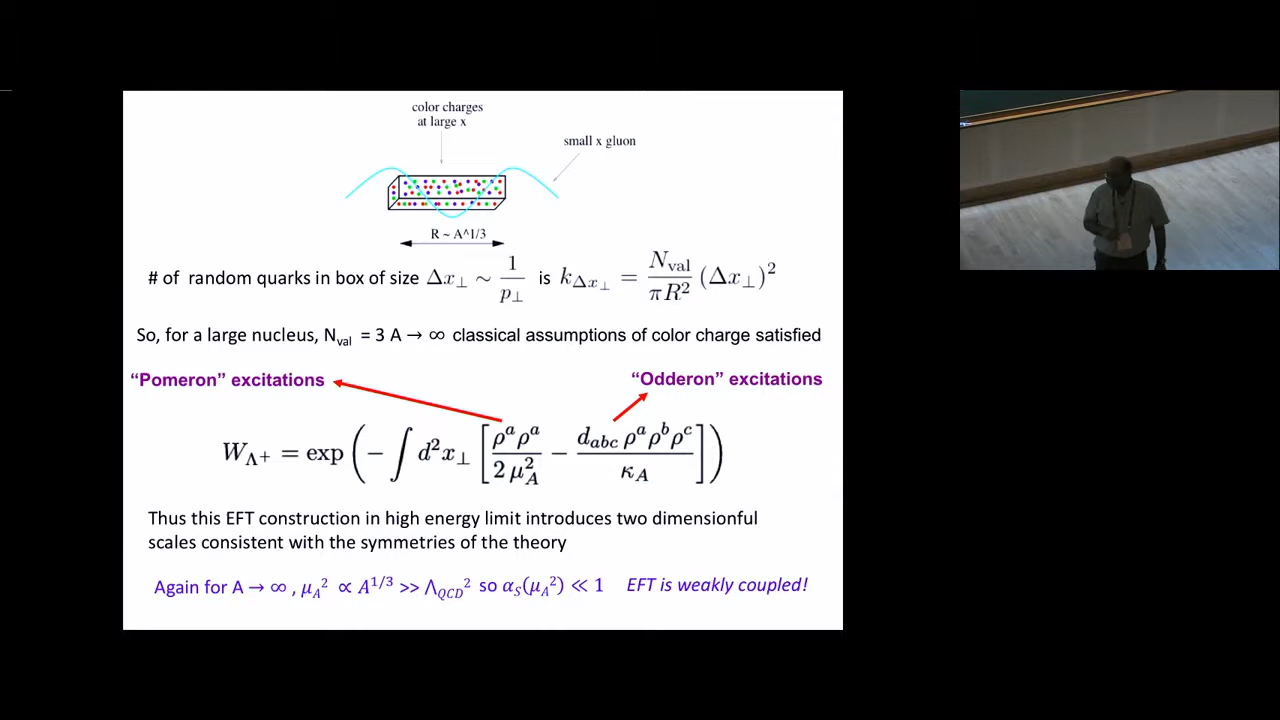 color charges
at large x
small x gluon
R ~ A^1/3
# of random quarks in box of size Δx⊥ ∼ 1/p⊥ is k_Δx⊥ = N_val/πR² (Δx⊥)²
So, for a large nucleus, N_val = 3 A → ∞ classical assumptions of color charge satisfied
“Pomeron” excitations
“Odderon” excitations
W_Λ⁺ = exp ( − ∫ d²x⊥ [ ρᵃρᵃ / 2 μ_A² − d_abc ρᵃρᵇρᶜ / κ_A ] )
Thus this EFT construction in high energy limit introduces two dimensionful
scales consistent with the symmetries of the theory
Again for A → ∞ , μ_A² ∝ A^1/3 >> Λ_QCD² so α_S(μ_A²) ≪ 1 EFT is weakly coupled!